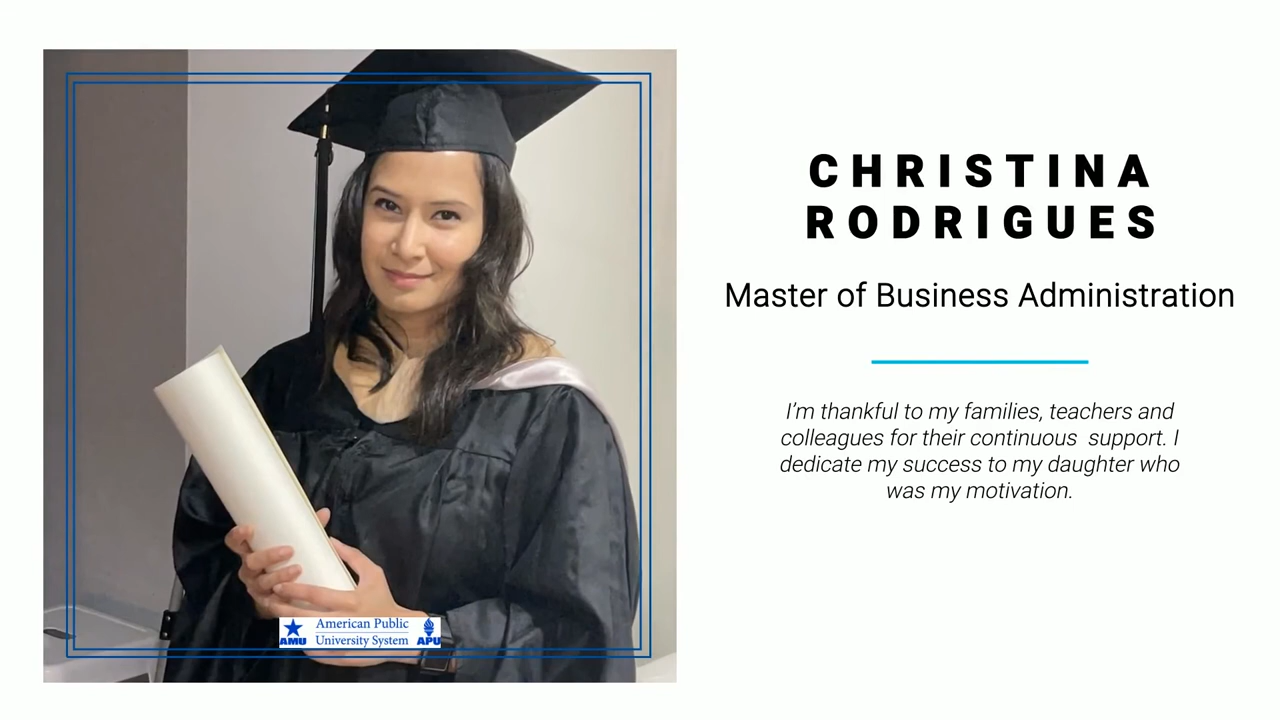 CHRISTINA
RODRIGUES
Master of Business Administration
I’m thankful to my families, teachers and
colleagues for their continuous  support. I
dedicate my success to my daughter who
was my motivation.
AMU
American Public
University System
APU